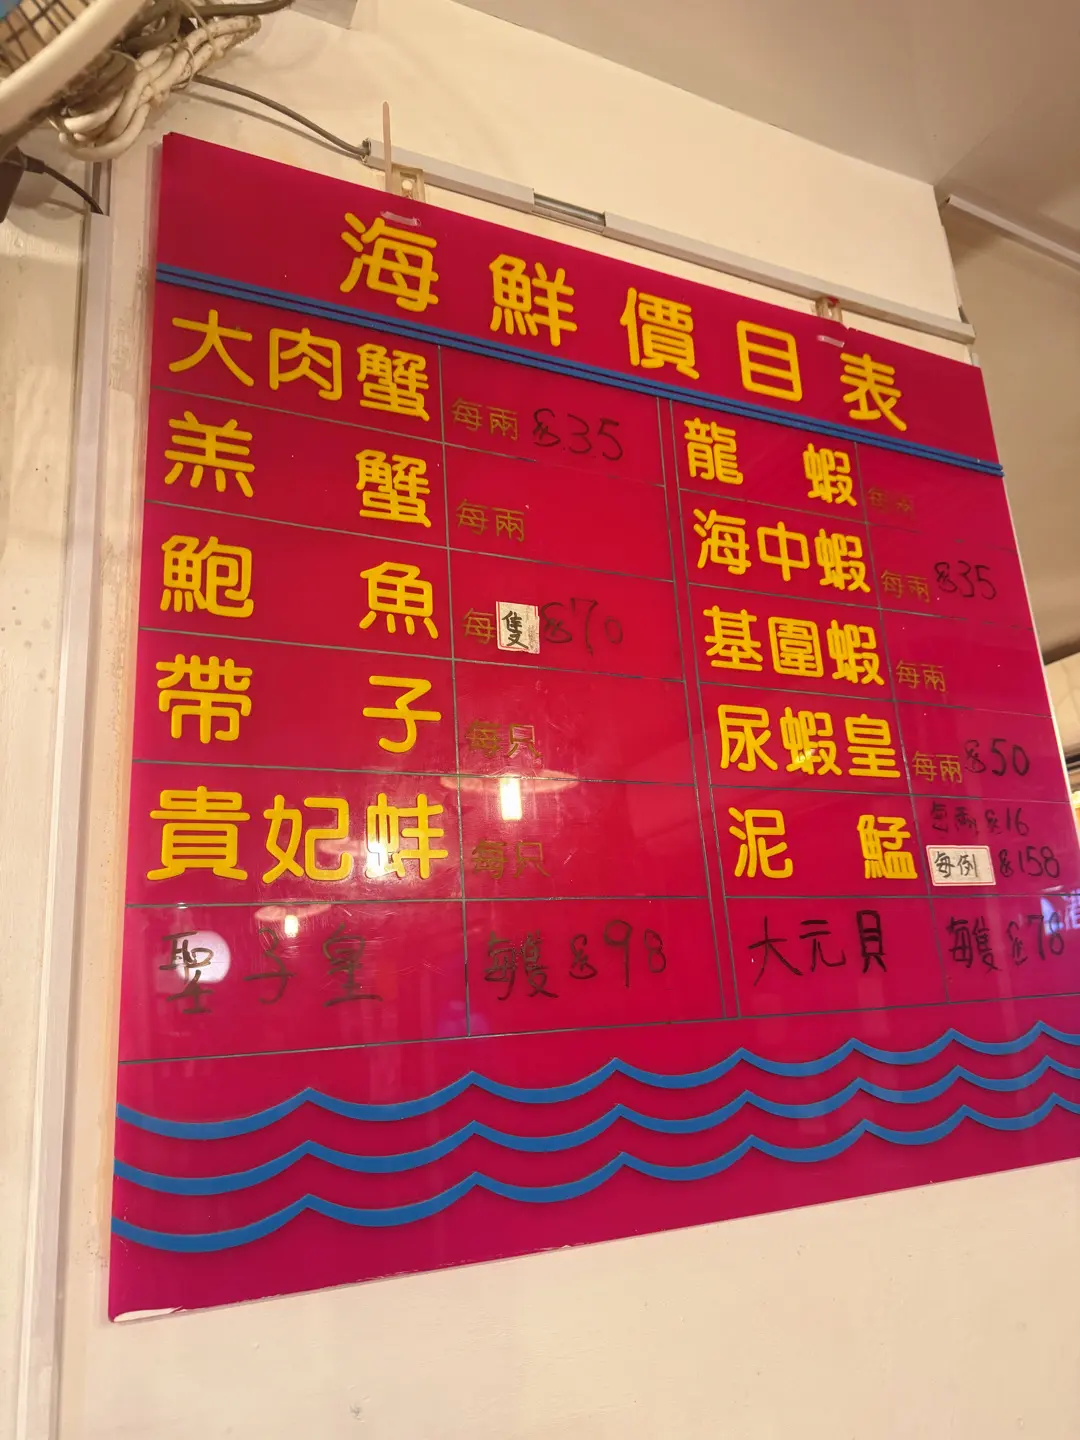 海鮮價目表
大肉蟹 每兩 $35
羔蟹 每兩
鮑魚 每隻 $70
帶子 每只
貴妃蚌 每只
聖子皇 每隻 $98
龍蝦 每兩
海中蝦 每兩 $35
基圍蝦 每兩
尿蝦皇 每兩 $50
泥鯭 每兩 $16
每例 $158
大元貝 每隻 $78